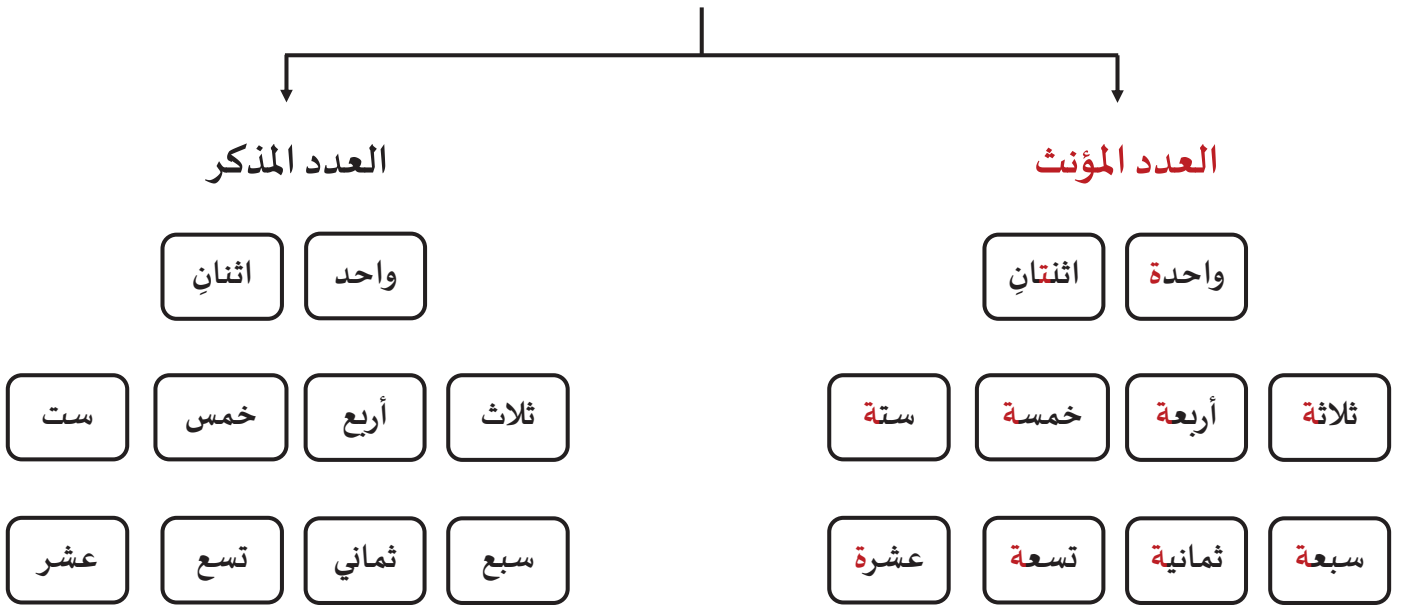 العدد المؤنث
العدد المذكر
واحدة
اثنتانِ
واحد
اثنانِ
ثلاثة
أربعة
خمسة
ستة
ثلاث
أربع
خمس
ست
سبعة
ثمانية
تسعة
عشرة
سبع
ثماني
تسع
عشر